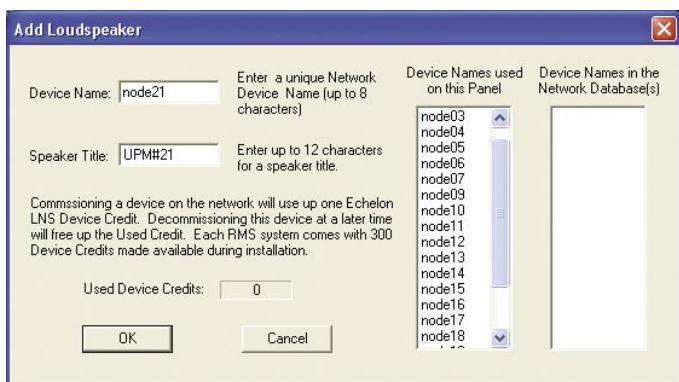 Add Loudspeaker
Device Name: node21
Enter a unique Network
Device Name (up to 8
characters)
Speaker Title: UPM#21
Enter up to 12 characters
for a speaker title.
Commssioning a device on the network will use up one Echelon
LNS Device Credit. Decommissioning this device at a later time
will free up the Used Credit. Each RMS system comes with 300
Device Credits made available during installation.
Used Device Credits: 0
OK
Cancel
Device Names used
on this Panel
node03
node04
node05
node06
node07
node09
node10
node11
node12
node13
node14
node15
node16
node17
node18
Device Names in the
Network Database(s)